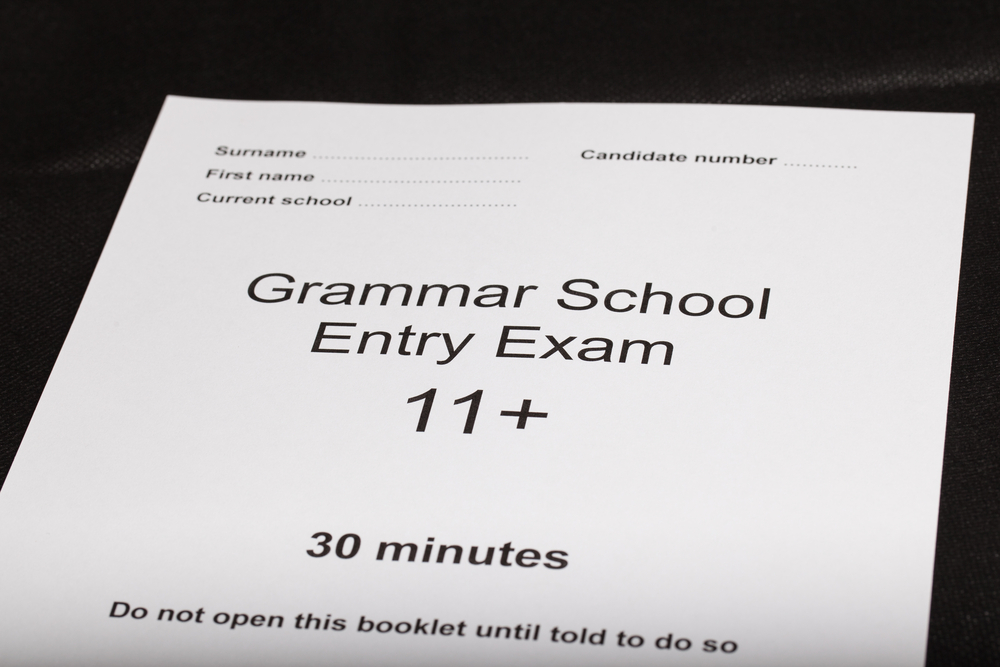 Surname ........................................
Candidate number ............
First name .....................................
Current school ..............................
Grammar School
Entry Exam
11+
30 minutes
Do not open this booklet until told to do so